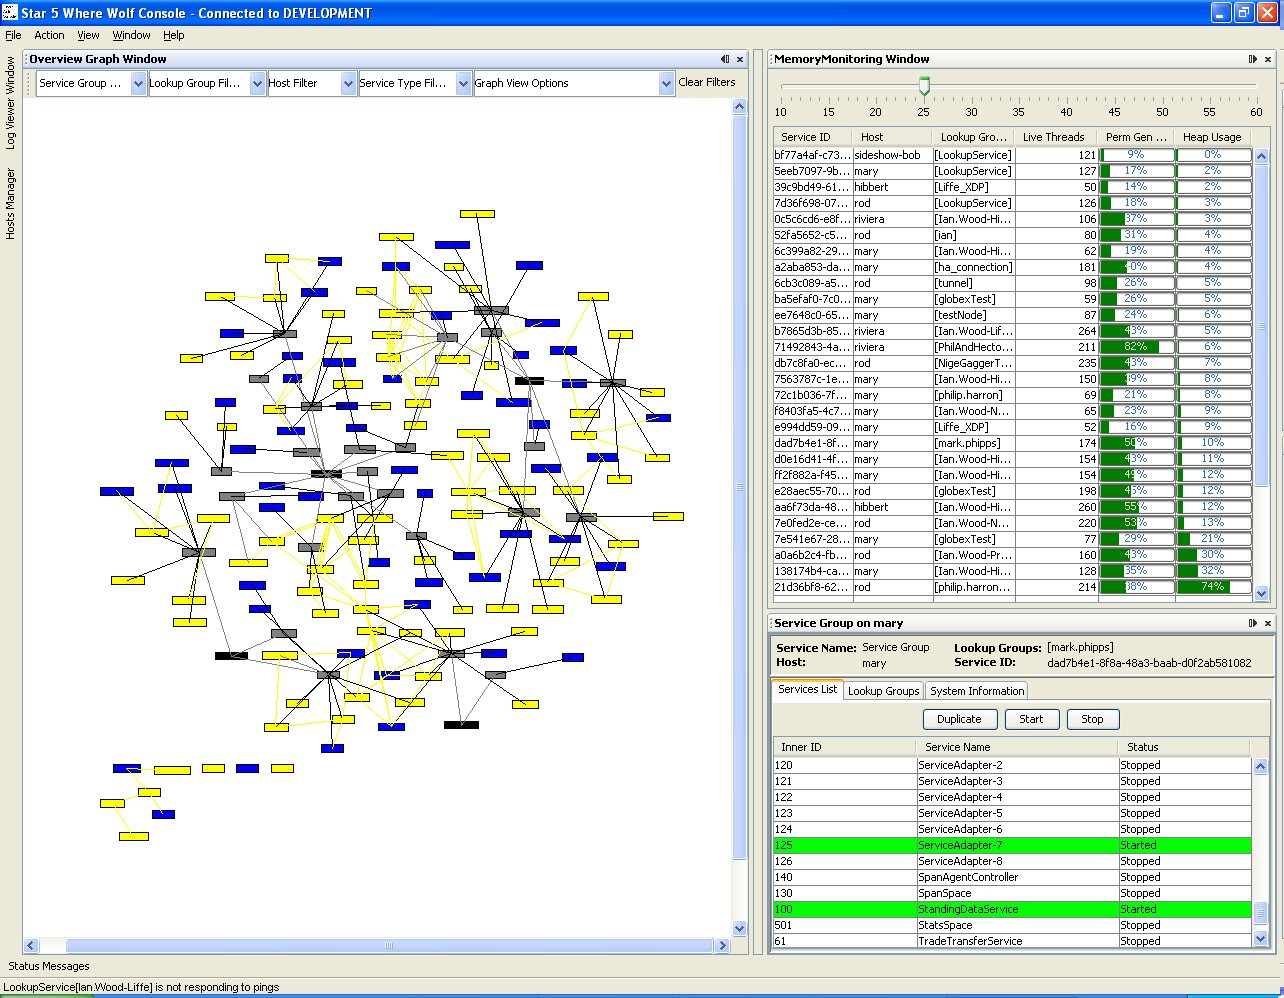 Star 5 Where Wolf Console - Connected to DEVELOPMENT
File Action View Window Help
Log Viewer Window
Hosts Manager
Overview Graph Window
Service Group ... Lookup Group Fil... Host Filter Service Type Fil... Graph View Options Clear Filters
MemoryMonitoring Window
10 15 20 25 30 35 40 45 50 55 60
Service ID Host Lookup Gro... Live Threads Perm Gen ... Heap Usage
bf77a4af-c73... sideshow-bob [LookupService] 121 9% 0%
5eeb7097-9b... mary [LookupService] 127 17% 2%
39c9bd49-61... hibbert [Liffe_XDP] 50 14% 2%
7d36f698-07... rod [LookupService] 126 18% 3%
0c5c6cd6-e8f... riviera [Ian.Wood-Hi... 106 37% 3%
52fa5652-c5... rod [ian] 80 31% 4%
6c399a82-29... mary [Ian.Wood-Hi... 62 19% 4%
a2aba853-da... mary [ha_connection] 181 4%
6cb3c089-a5... rod [tunnel] 98 26% 5%
ba5efaf0-7c0... mary [globexTest] 59 26% 5%
ee7648c0-65... mary [testNode] 87 24% 6%
b7865d3b-85... riviera [Ian.Wood-Lif... 264 43% 5%
71492843-4a... riviera [PhilAndHecto... 211 82% 6%
db7c8fa0-ec... rod [NigeGaggerT... 235 43% 7%
7563787c-1e... mary [Ian.Wood-Hi... 150 39% 8%
72c1b036-7f... mary [philip.harron] 69 21% 8%
f8403fa5-4c7... mary [Ian.Wood-N... 65 23% 9%
e994dd59-09... mary [Liffe_XDP] 52 16% 9%
dad7b4e1-8f... mary [mark.phipps] 174 50% 10%
d0e16d41-4f... mary [Ian.Wood-Hi... 154 43% 11%
ff2f882a-f45... mary [Ian.Wood-Hi... 154 49% 12%
e28aec55-70... rod [globexTest] 198 45% 12%
aa6f73da-48... hibbert [Ian.Wood-Hi... 260 55% 12%
7e0fed2e-ce... rod [Ian.Wood-N... 220 53% 13%
7e541e67-28... mary [globexTest] 77 29% 21%
a0a6b2c4-fb... rod [Ian.Wood-Pr... 160 43% 30%
138174b4-ca... mary [Ian.Wood-Hi... 128 35% 32%
21d36bf8-62... rod [philip.harron... 214 38% 74%
Service Group on mary
Service Name: Service Group Lookup Groups: [mark.phipps]
Host: mary Service ID: dad7b4e1-8f8a-48a3-baab-d0f2ab581082
Services List Lookup Groups System Information
Duplicate Start Stop
Inner ID Service Name Status
120 ServiceAdapter-2 Stopped
121 ServiceAdapter-3 Stopped
122 ServiceAdapter-4 Stopped
123 ServiceAdapter-5 Stopped
124 ServiceAdapter-6 Stopped
125 ServiceAdapter-7 Started
126 ServiceAdapter-8 Stopped
140 SpanAgentController Stopped
130 SpanSpace Stopped
100 StandingDataService Started
501 StatsSpace Stopped
61 TradeTransferService Stopped
Status Messages
LookupService[Ian.Wood-Liffe] is not responding to pings